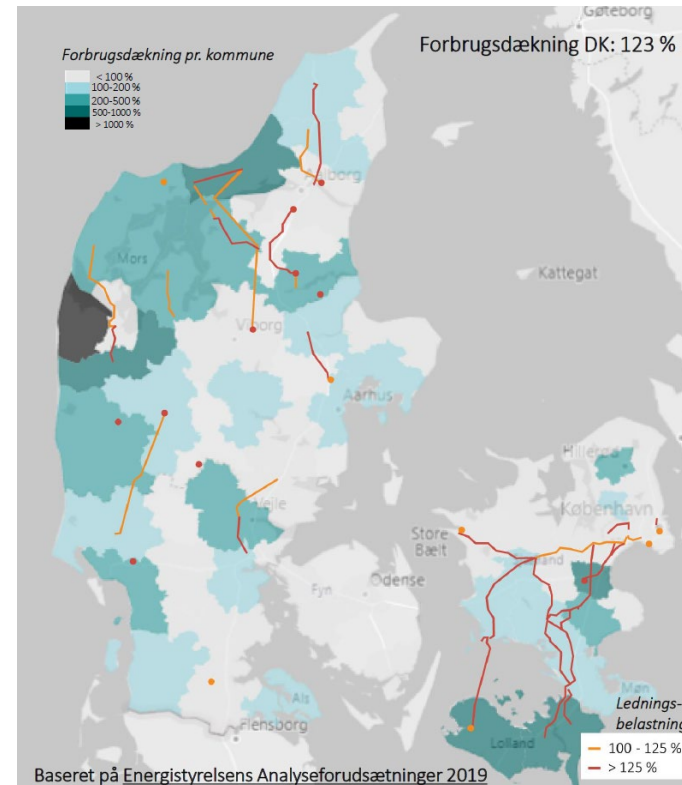 Göteborg
Forbrugsdækning pr. kommune
Forbrugsdækning DK: 123 %
< 100 %
100-200 %
200-500 %
500-1000 %
> 1000 %
Aalborg
Mors
Kattegat
Viborg
Aarhus
Hillerød
København
Vejle
Store
Bælt
Fyn
Odense
Als
Møn
Flensborg
Lolland
Lednings-
belastning
100 - 125 %
> 125 %
Baseret på Energistyrelsens Analyseforudsætninger 2019